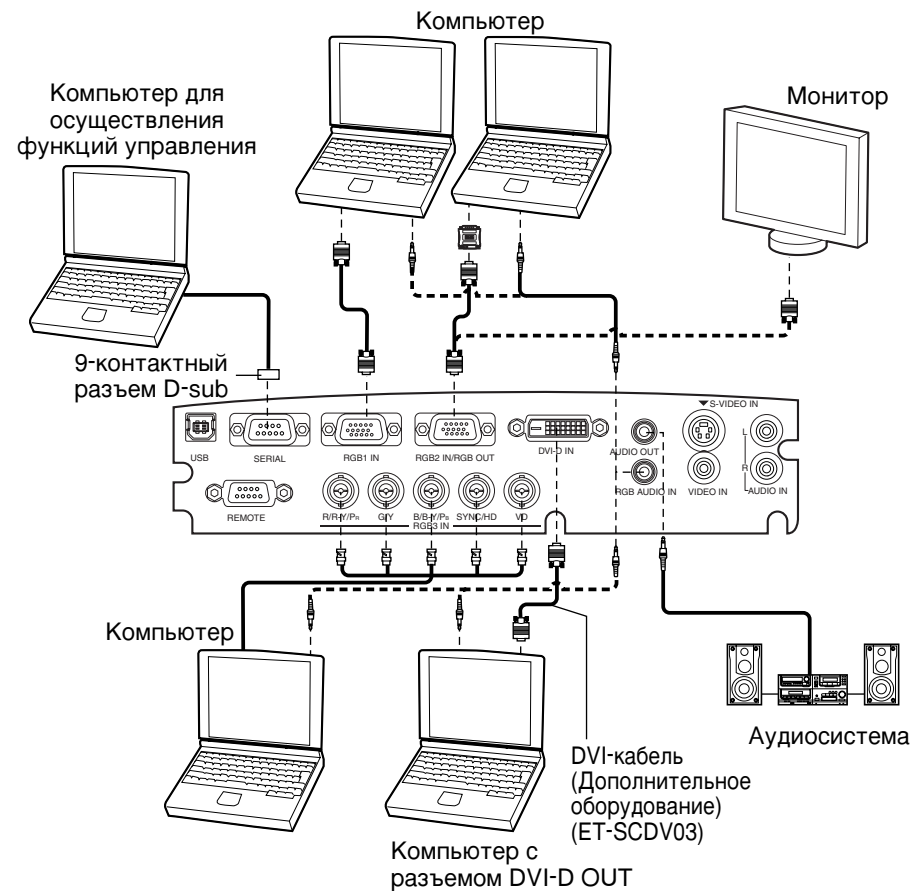 Компьютер
Компьютер для
осуществления
функций управления
Монитор
9-контактный
разъем D-sub
USB
SERIAL
RGB1 IN
RGB2 IN/RGB OUT
DVI-D IN
AUDIO OUT
S-VIDEO IN
L
R
REMOTE
R/R-Y/PR
G/Y
B/B-Y/PB
SYNC/HD
VD
RGB3 IN
RGB AUDIO IN
VIDEO IN
AUDIO IN
Компьютер
DVI-кабель
(Дополнительное
оборудование)
(ET-SCDV03)
Аудиосистема
Компьютер с
разъемом DVI-D OUT